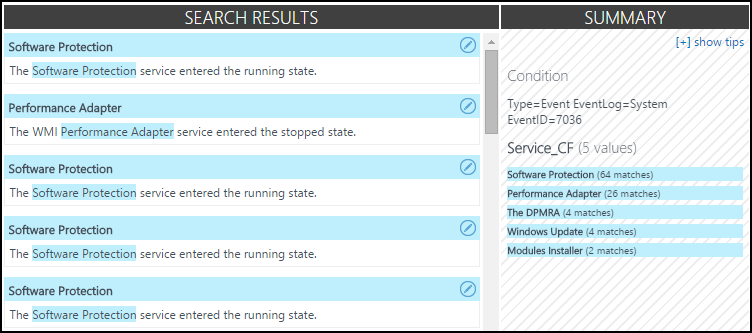 SEARCH RESULTS
Software Protection
The Software Protection service entered the running state.
Performance Adapter
The WMI Performance Adapter service entered the stopped state.
Software Protection
The Software Protection service entered the running state.
Software Protection
The Software Protection service entered the running state.
Software Protection
The Software Protection service entered the running state.
SUMMARY
[+] show tips
Condition
Type=Event EventLog=System
EventID=7036
Service_CF (5 values)
Software Protection (64 matches)
Performance Adapter (26 matches)
The DPMRA (4 matches)
Windows Update (4 matches)
Modules Installer (2 matches)